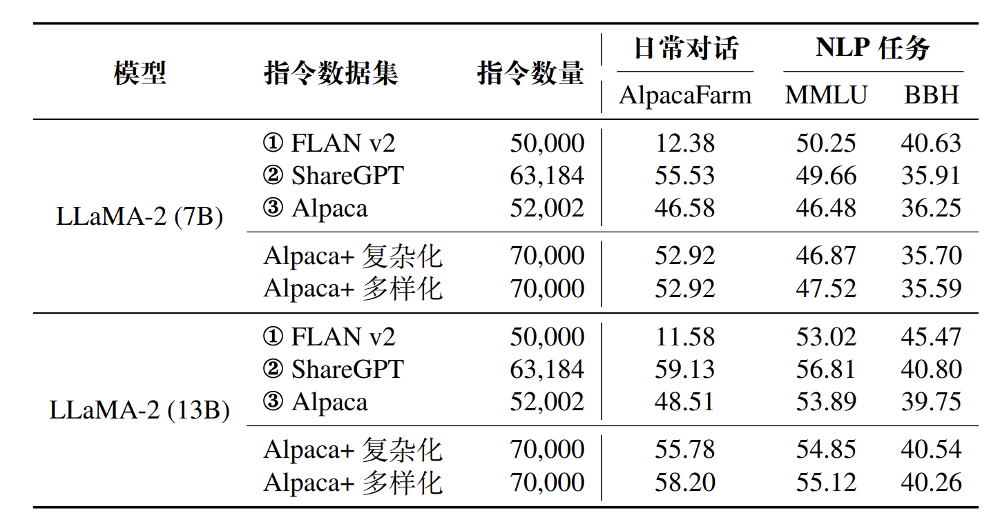 模型 指令数据集 指令数量 日常对话 NLP 任务
AlpacaFarm MMLU BBH
LLaMA-2 (7B)
① FLAN v2 50,000 12.38 50.25 40.63
② ShareGPT 63,184 55.53 49.66 35.91
③ Alpaca 52,002 46.58 46.48 36.25
Alpaca+ 复杂化 70,000 52.92 46.87 35.70
Alpaca+ 多样化 70,000 52.92 47.52 35.59
LLaMA-2 (13B)
① FLAN v2 50,000 11.58 53.02 45.47
② ShareGPT 63,184 59.13 56.81 40.80
③ Alpaca 52,002 48.51 53.89 39.75
Alpaca+ 复杂化 70,000 55.78 54.85 40.54
Alpaca+ 多样化 70,000 58.20 55.12 40.26